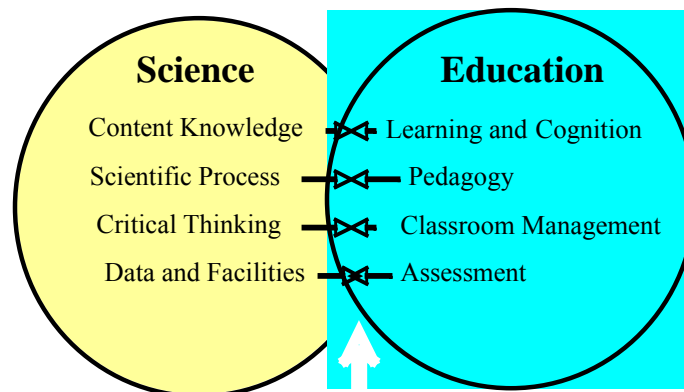 Science
Education
Content Knowledge
Learning and Cognition
Scientific Process
Pedagogy
Critical Thinking
Classroom Management
Data and Facilities
Assessment